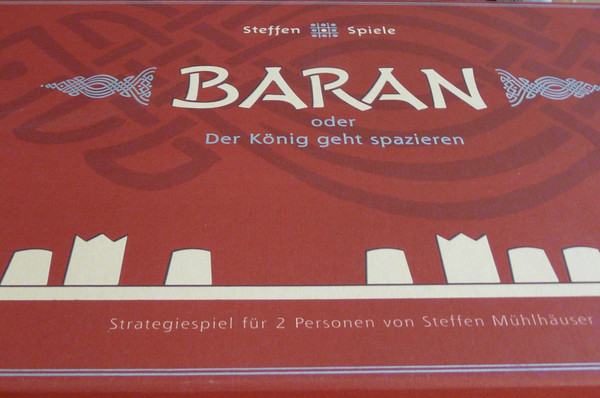 Steffen Spiele
BARAN
oder
Der König geht spazieren
Strategiespiel für 2 Personen von Steffen Mühlhäuser